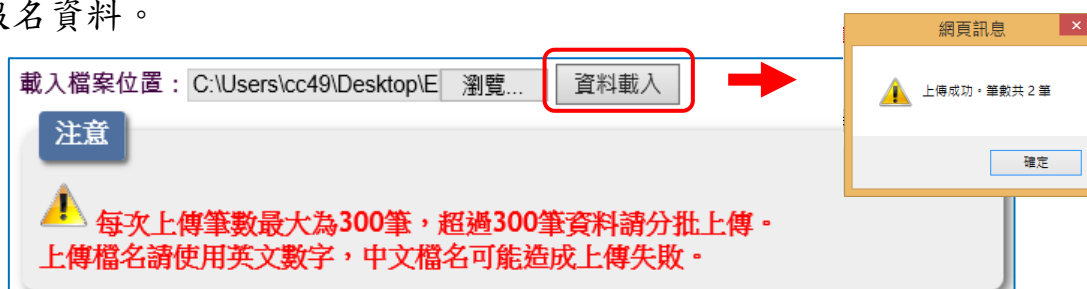 名資料。
網頁訊息
載入檔案位置：C:\Users\cc49\Desktop\E 瀏覽... 資料載入
上傳成功。筆數共 2 筆
注意
確定
每次上傳筆數最大為300筆，超過300筆資料請分批上傳。
上傳檔名請使用英文數字，中文檔名可能造成上傳失敗。